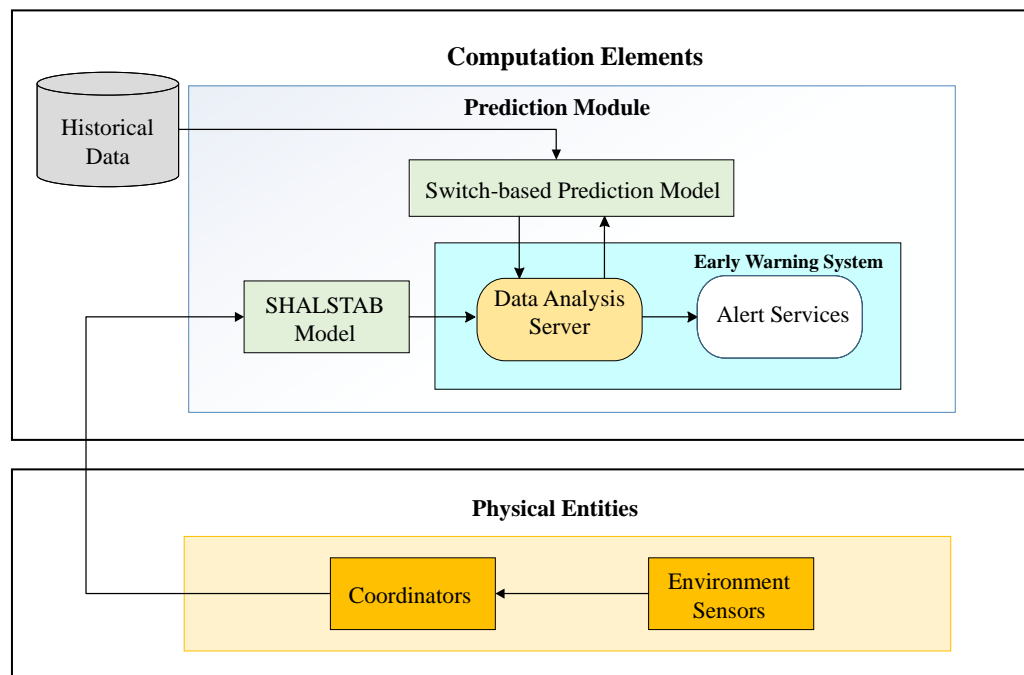 Computation Elements
Prediction Module
Historical
Data
Switch-based Prediction Model
Early Warning System
SHALSTAB
Model
Data Analysis
Server
Alert Services
Physical Entities
Coordinators
Environment
Sensors